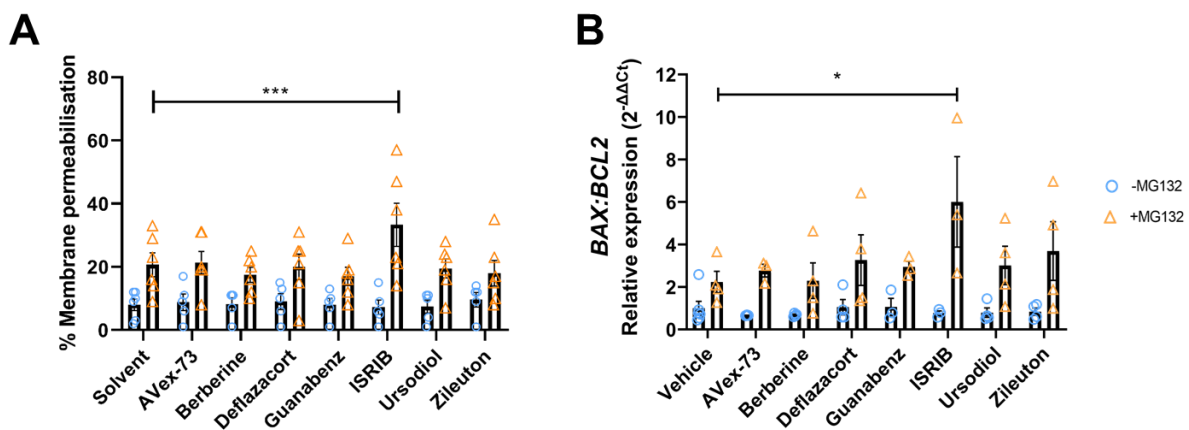 A
% Membrane permeabilisation
80
60
40
20
0
***
Solvent
AVex-73
Berberine
Deflazacort
Guanabenz
ISRIB
Ursodiol
Zileuton
B
BAX:BCL2
Relative expression (2^-ΔΔCt)
12
10
8
6
4
2
0
*
Vehicle
AVex-73
Berberine
Deflazacort
Guanabenz
ISRIB
Ursodiol
Zileuton
-MG132
+MG132